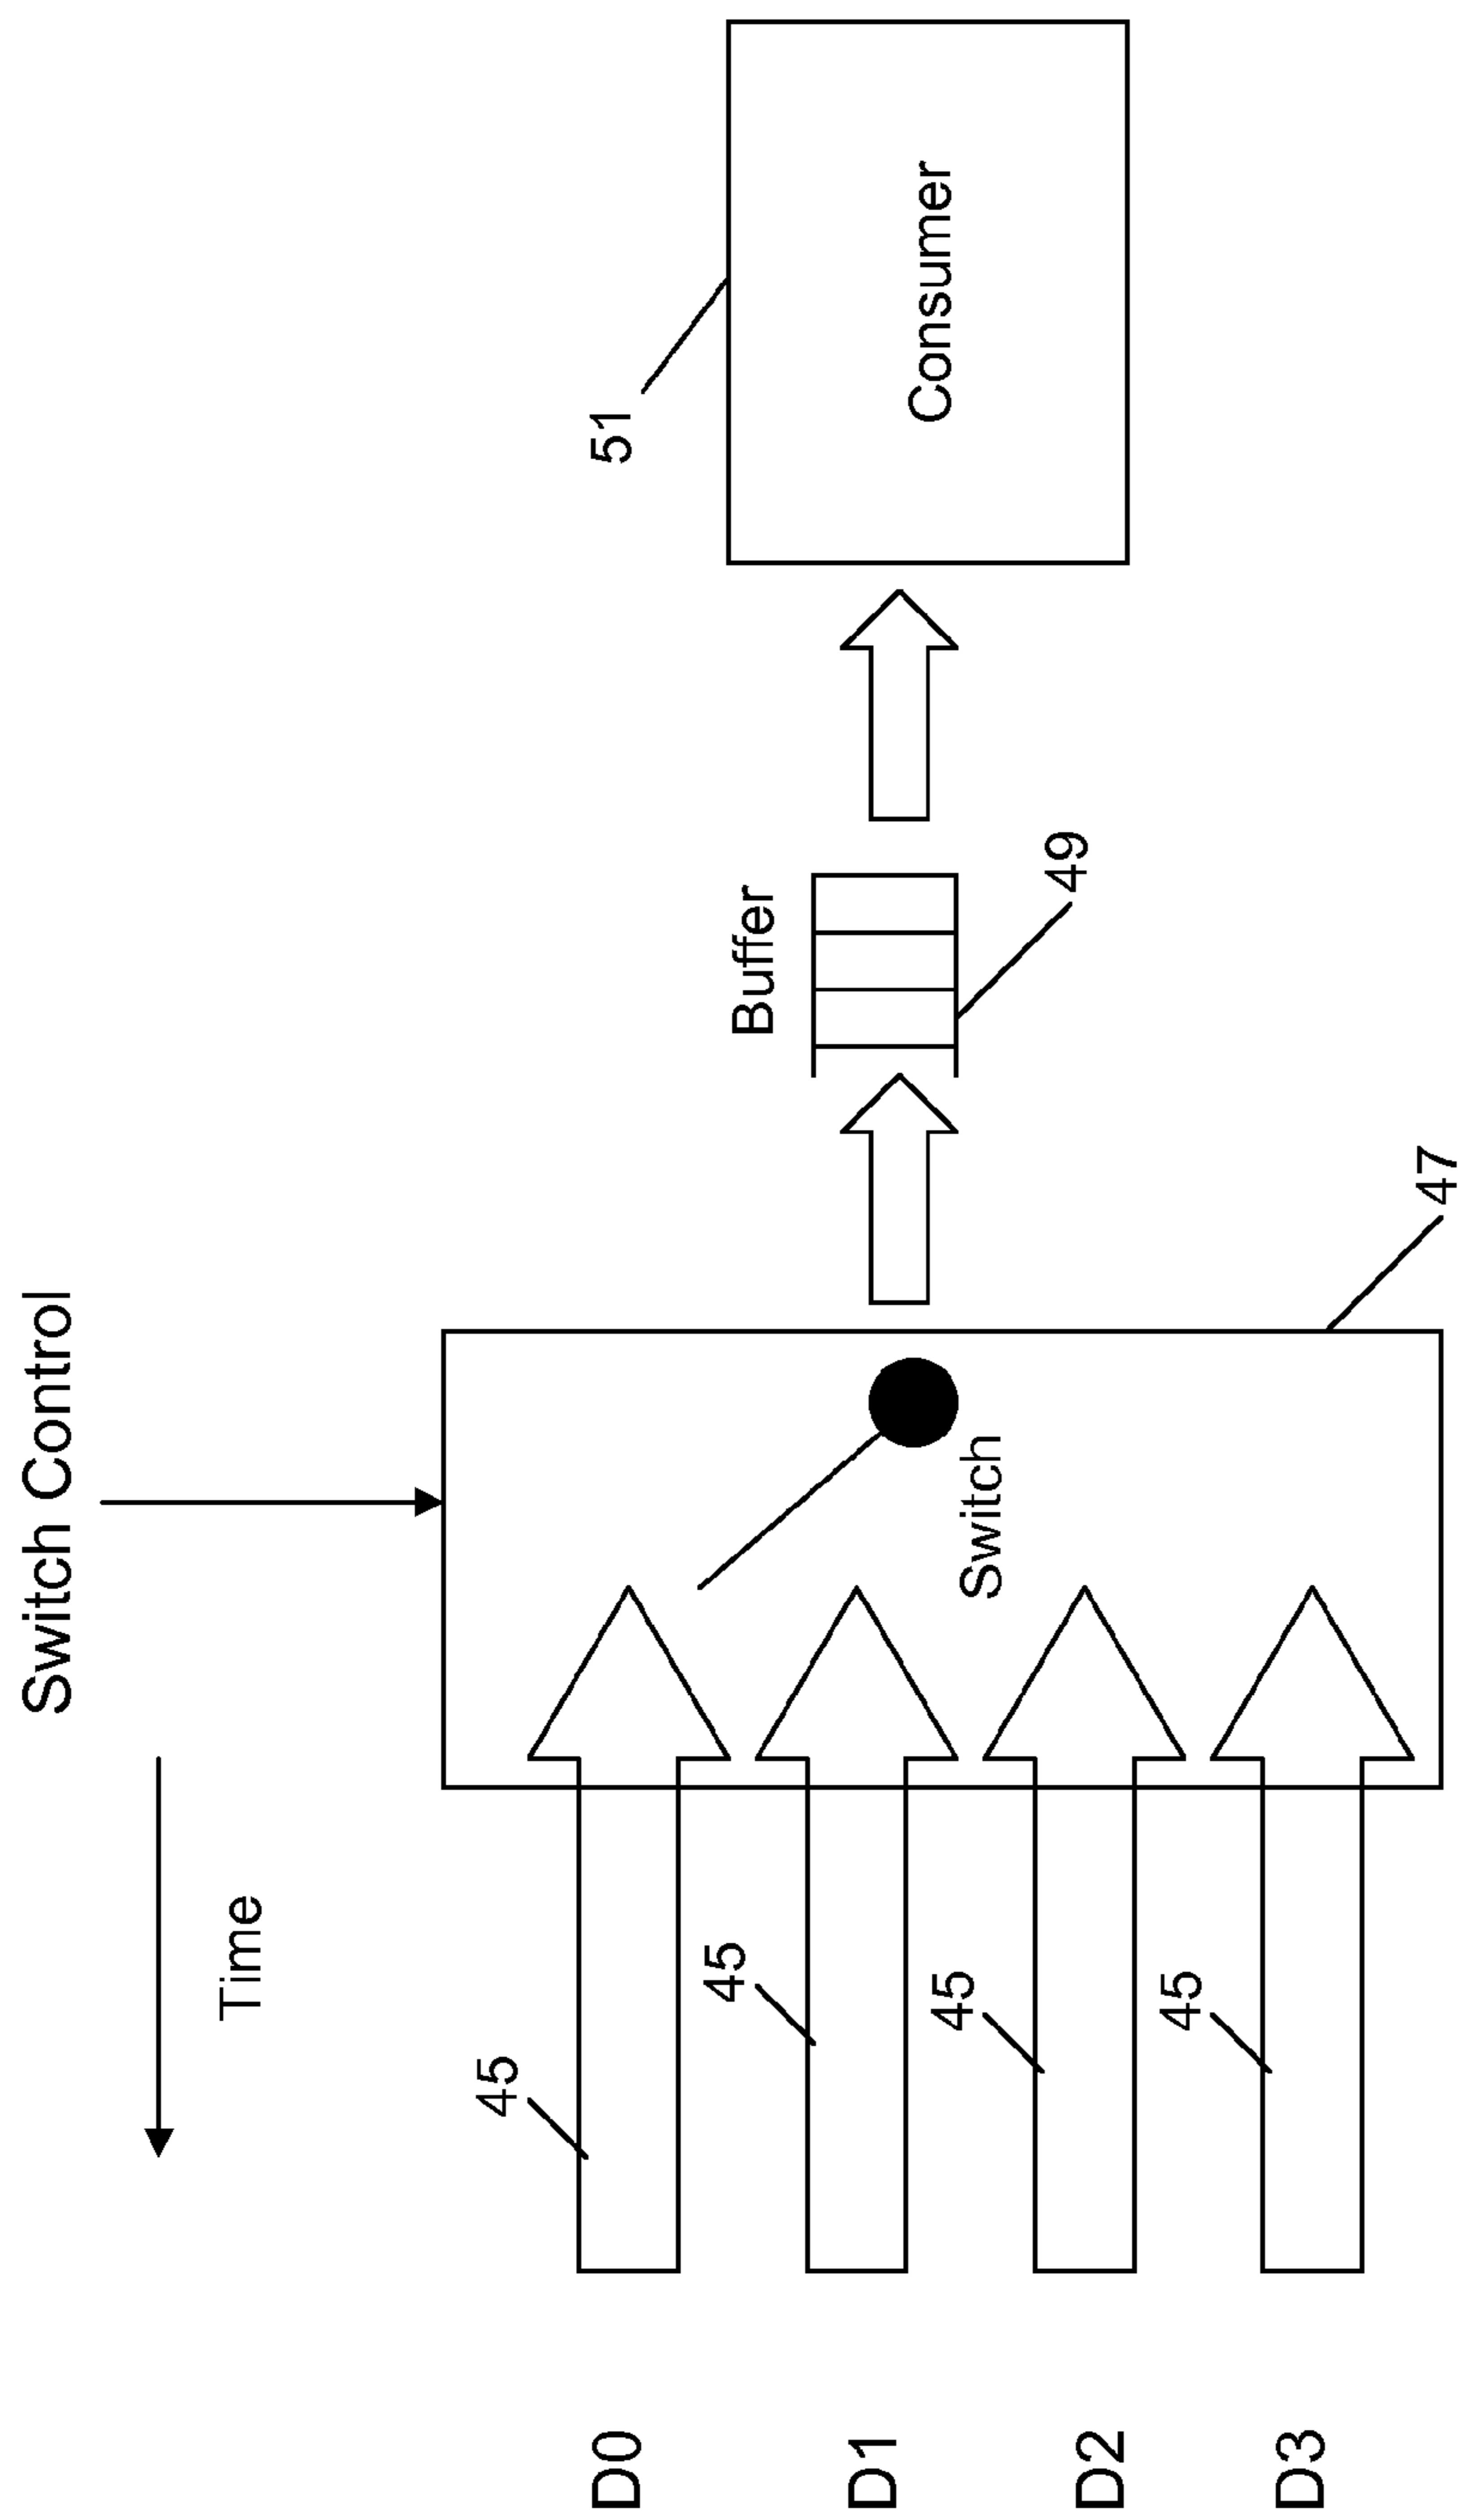 Switch Control
Time
45
45
45
45
D0
D1
D2
D3
Switch
47
Buffer
49
51
Consumer